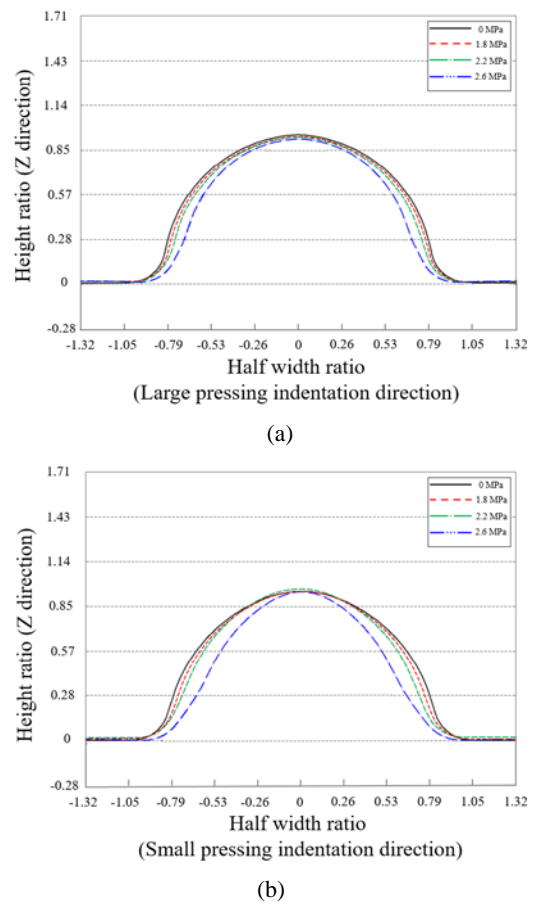 1.71
0 MPa
1.8 MPa
1.43
2.2 MPa
2.6 MPa
1.14
0.85
0.57
0.28
0
-0.28
Height ratio (Z direction)
-1.32 -1.05 -0.79 -0.53 -0.26 0 0.26 0.53 0.79 1.05 1.32
Half width ratio
(Large pressing indentation direction)
(a)
1.71
0 MPa
1.8 MPa
1.43
2.2 MPa
2.6 MPa
1.14
0.85
0.57
0.28
0
-0.28
Height ratio (Z direction)
-1.32 -1.05 -0.79 -0.53 -0.26 0 0.26 0.53 0.79 1.05 1.32
Half width ratio
(Small pressing indentation direction)
(b)